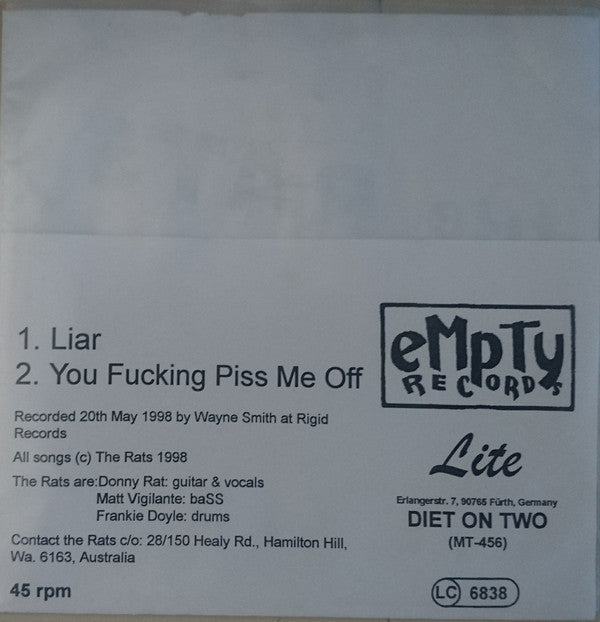 1. Liar
2. You Fucking Piss Me Off
Recorded 20th May 1998 by Wayne Smith at Rigid
Records
All songs (c) The Rats 1998
The Rats are:Donny Rat: guitar & vocals
Matt Vigilante: baSS
Frankie Doyle: drums
Contact the Rats c/o: 28/150 Healy Rd., Hamilton Hill,
Wa. 6163, Australia
45 rpm
eMpTy
RECORDS
Lite
Erlangerstr. 7, 90765 Fürth, Germany
DIET ON TWO
(MT-456)
LC 6838